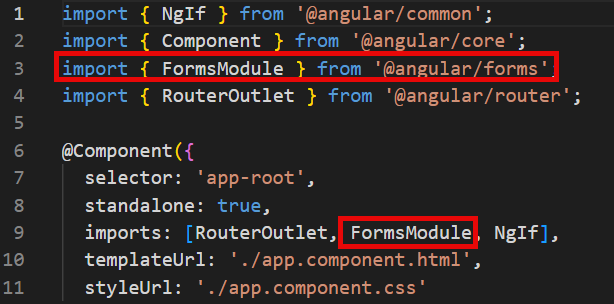 1 import { NgIf } from '@angular/common';
2 import { Component } from '@angular/core';
3 import { FormsModule } from '@angular/forms';
4 import { RouterOutlet } from '@angular/router';
5
6 @Component({
7 selector: 'app-root',
8 standalone: true,
9 imports: [RouterOutlet, FormsModule, NgIf],
10 templateUrl: './app.component.html',
11 styleUrl: './app.component.css'